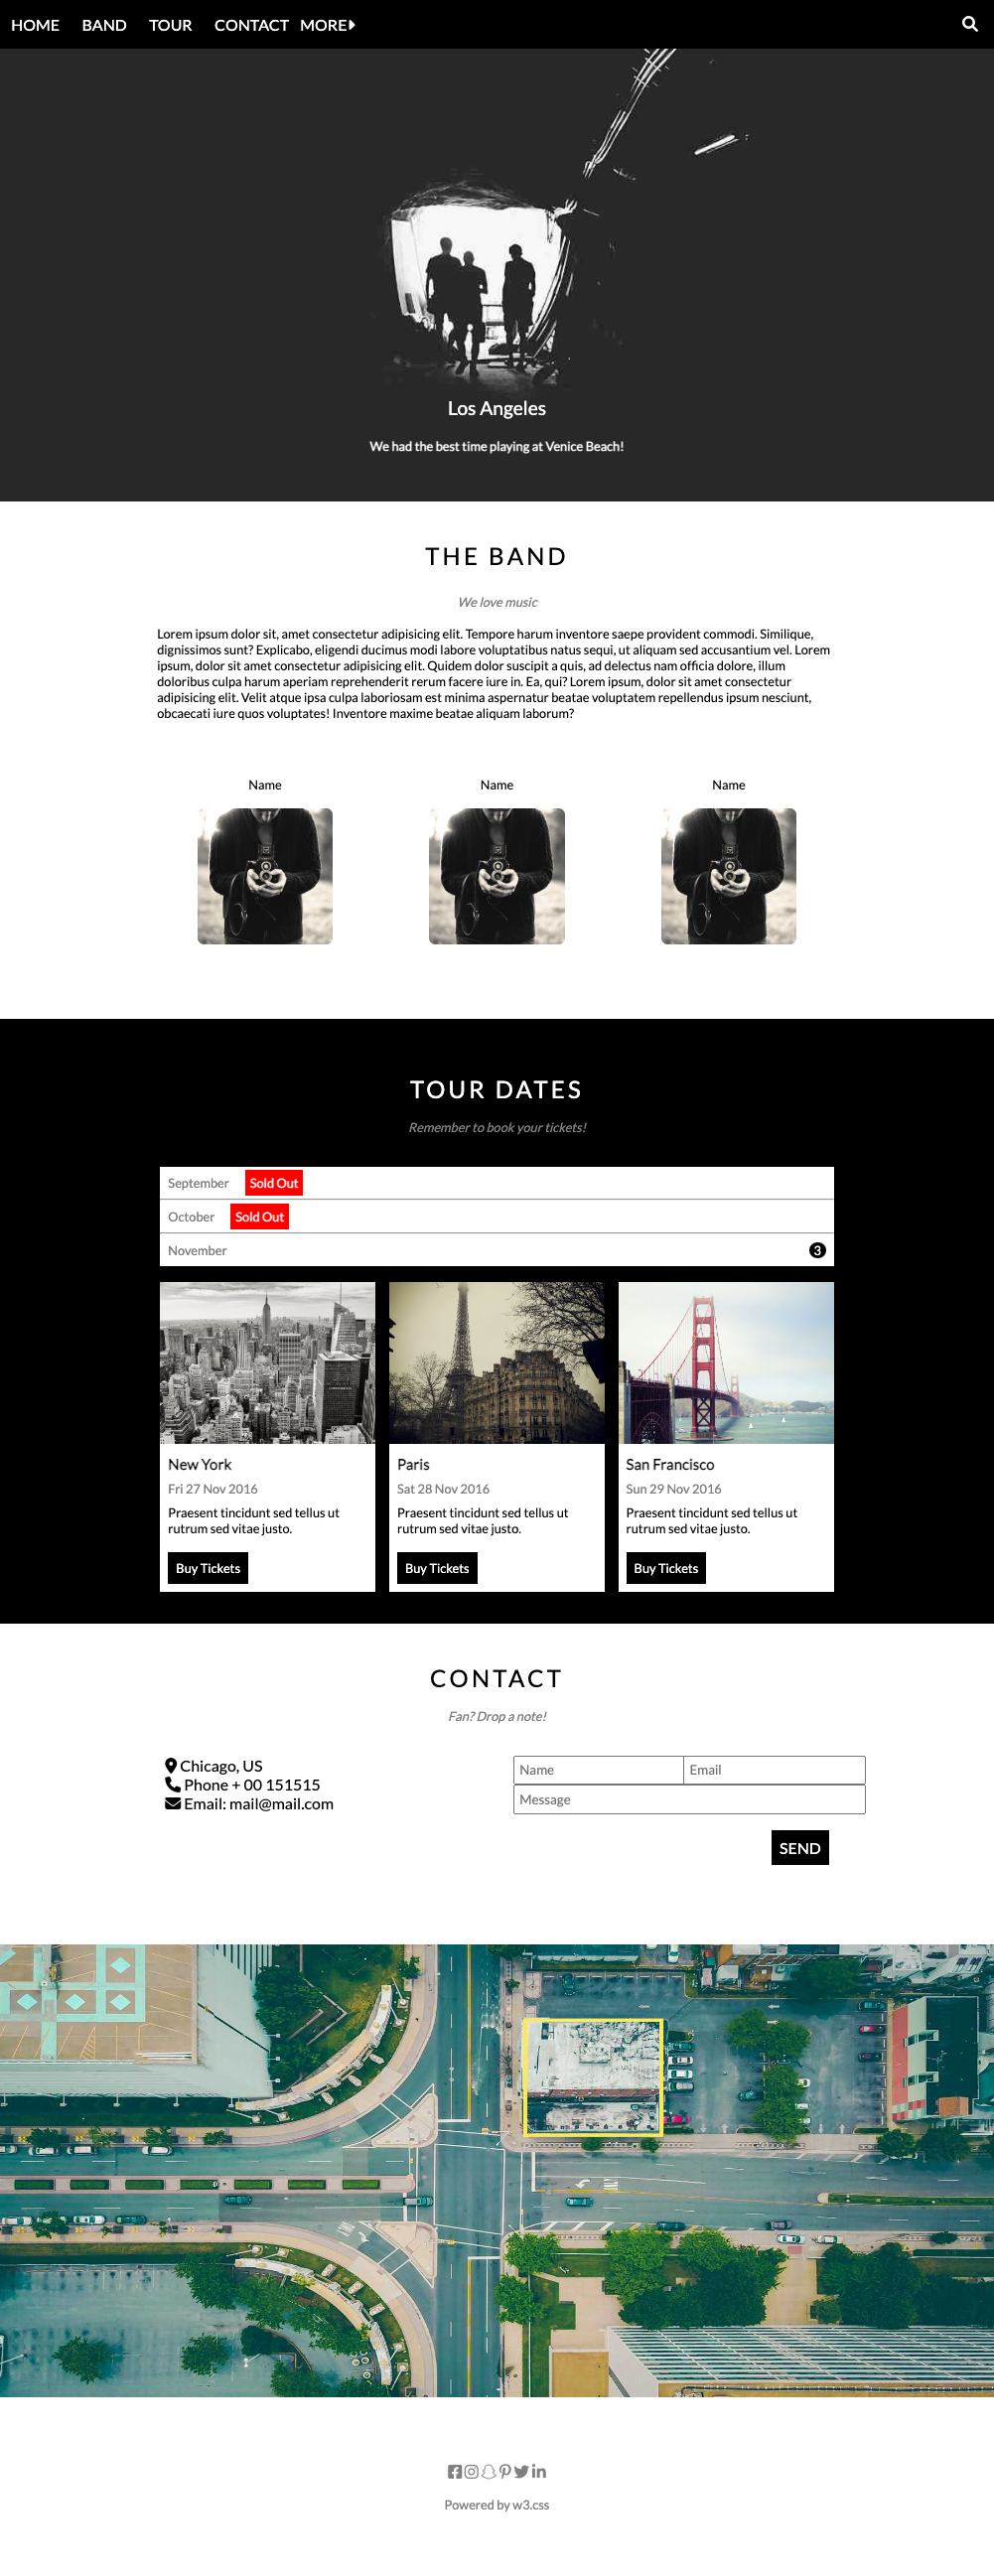 HOME BAND TOUR CONTACT MORE
Los Angeles
We had the best time playing at Venice Beach!
THE BAND
We love music
Lorem ipsum dolor sit, amet consectetur adipisicing elit. Tempore harum inventore saepe provident commodi. Similique,
dignissimos sunt? Explicabo, eligendi ducimus modi labore voluptatibus natus sequi, ut aliquam sed accusantium vel. Lorem
ipsum, dolor sit amet consectetur adipisicing elit. Quidem dolor suscipit a quis, ad delectus nam officia dolore, illum
doloribus culpa harum aperiam reprehenderit rerum facere iure in. Ea, qui? Lorem ipsum, dolor sit amet consectetur
adipisicing elit. Velit atque ipsa culpa laboriosam est minima aspernatur beatae voluptatem repellendus ipsum nesciunt,
obcaecati iure quos voluptates! Inventore maxime beatae aliquam laborum?
Name Name Name
TOUR DATES
Remember to book your tickets!
September Sold Out
October Sold Out
November 3
New York
Fri 27 Nov 2016
Praesent tincidunt sed tellus ut
rutrum sed vitae justo.
Buy Tickets
Paris
Sat 28 Nov 2016
Praesent tincidunt sed tellus ut
rutrum sed vitae justo.
Buy Tickets
San Francisco
Sun 29 Nov 2016
Praesent tincidunt sed tellus ut
rutrum sed vitae justo.
Buy Tickets
CONTACT
Fan? Drop a note!
Chicago, US
Phone + 00 151515
Email: mail@mail.com
Name Email
Message
SEND
Powered by w3.css